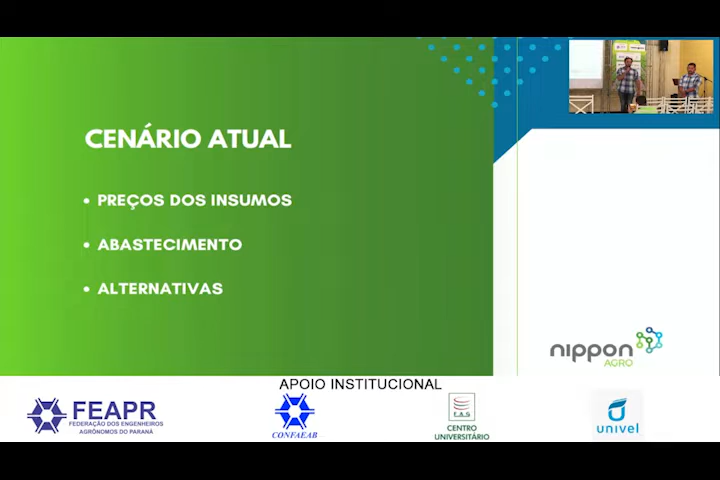 CENÁRIO ATUAL
• PREÇOS DOS INSUMOS
• ABASTECIMENTO
• ALTERNATIVAS
nippon
AGRO
APOIO INSTITUCIONAL
FEAPR
FEDERAÇÃO DOS ENGENHEIROS
AGRÔNOMOS DO PARANÁ
CONFAEAB
CENTRO
UNIVERSITÁRIO
univel